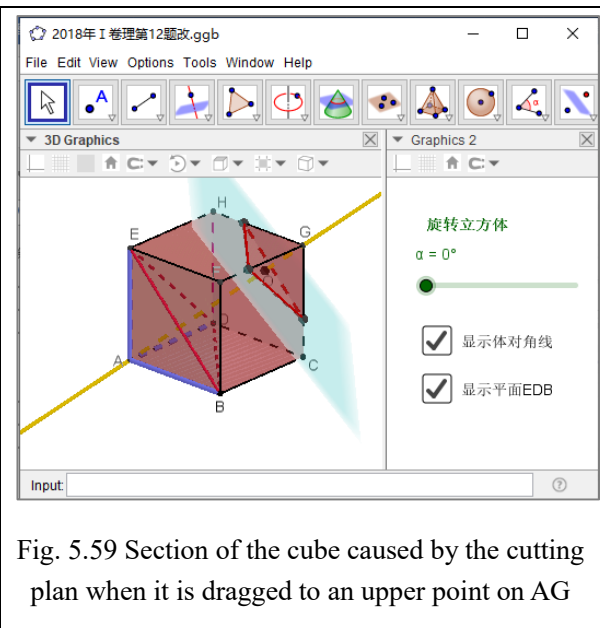 2018年 I 卷理第12题改.ggb
File Edit View Options Tools Window Help
A
α
3D Graphics
Graphics 2
H
E
G
F
Q
D
A
C
B
旋转立方体
α = 0°
显示体对角线
显示平面EDB
Input:
Fig. 5.59 Section of the cube caused by the cutting
plan when it is dragged to an upper point on AG